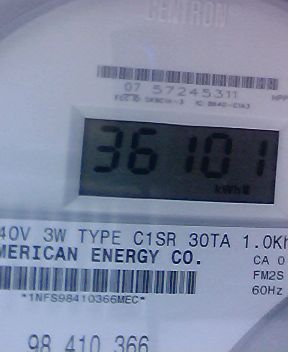 CENTRON®
07 57245311
36101
kWh
40V 3W TYPE C1SR 30TA 1.0Kh
MERICAN ENERGY CO.
CA 0
FM2S
60Hz
*1NFS98410366MEC*
98 410 366